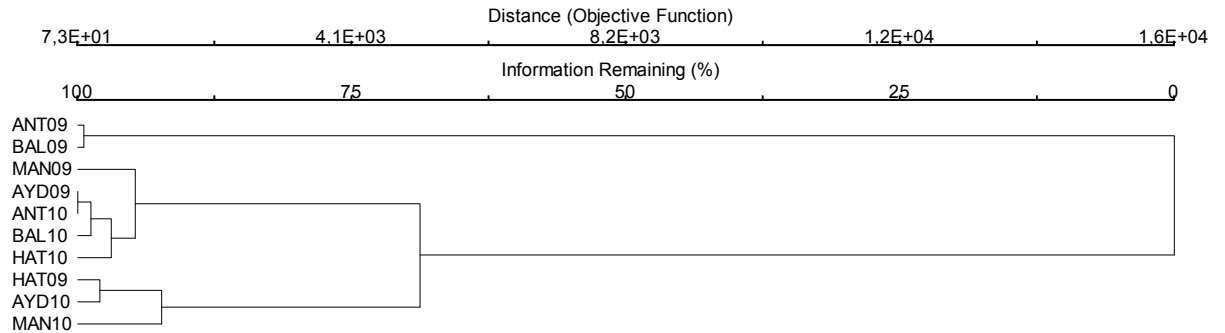 Distance (Objective Function)
7,3E+01 4,1E+03 8,2E+03 1,2E+04 1,6E+04
Information Remaining (%)
100 75 50 25 0
ANT09
BAL09
MAN09
AYD09
ANT10
BAL10
HAT10
HAT09
AYD10
MAN10